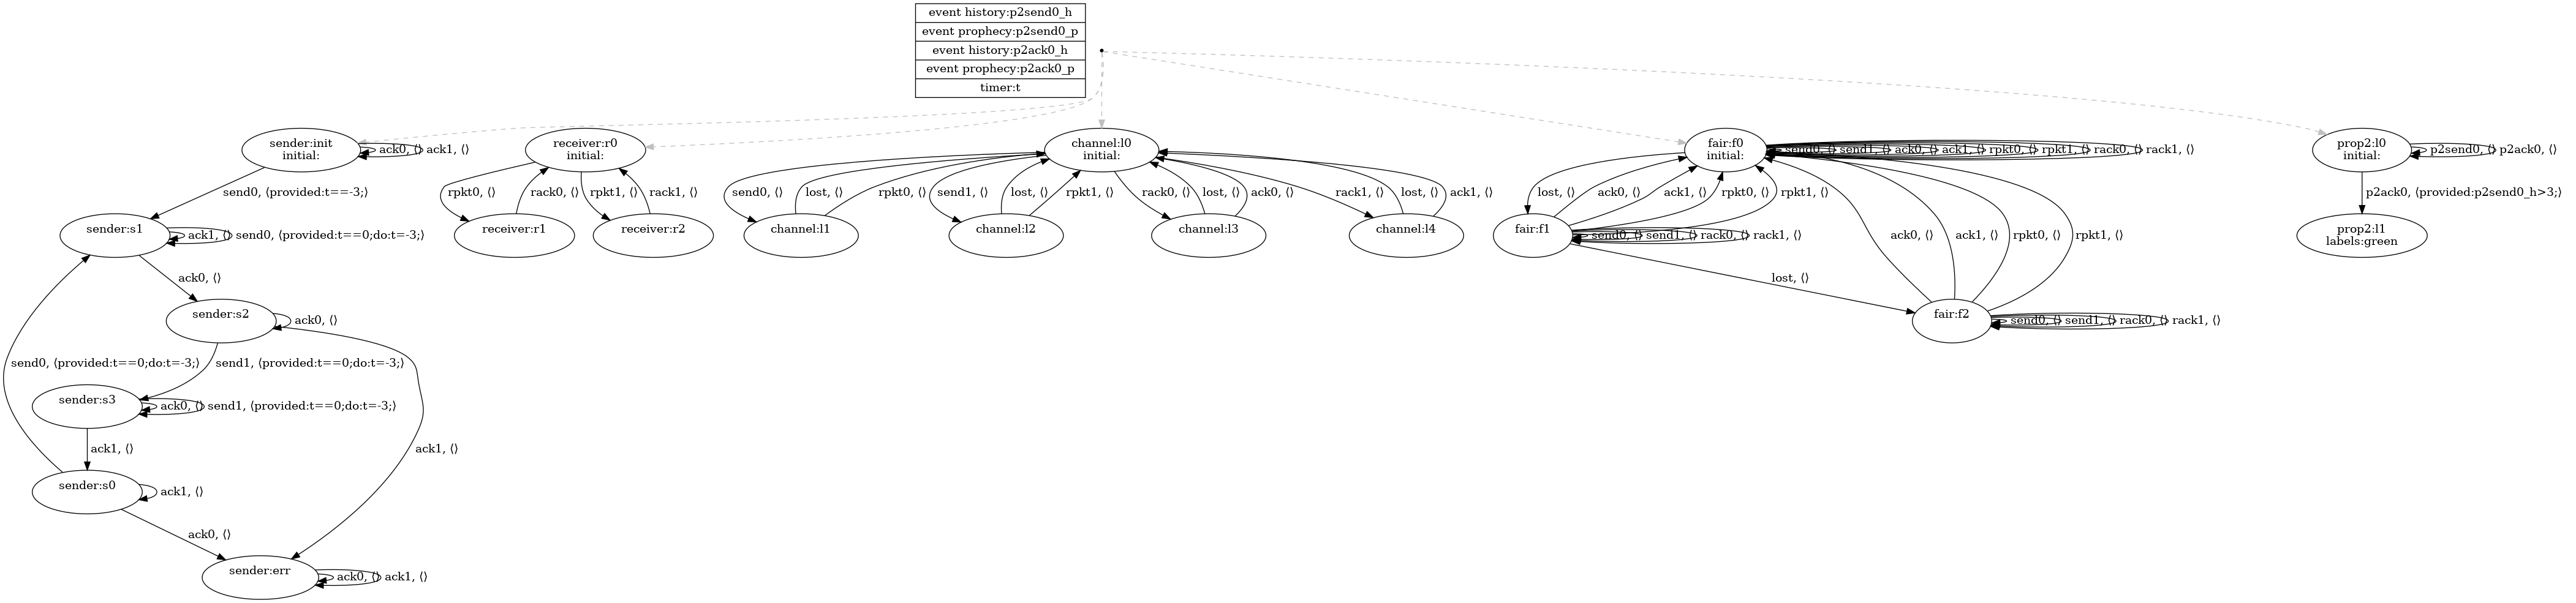 event history:p2send0_h
event prophecy:p2send0_p
event history:p2ack0_h
event prophecy:p2ack0_p
timer:t
sender:init
initial:
ack0, ⟨⟩
ack1, ⟨⟩
receiver:r0
initial:
channel:l0
initial:
fair:f0
initial:
send0, ⟨⟩
send1, ⟨⟩
ack0, ⟨⟩
ack1, ⟨⟩
rpkt0, ⟨⟩
rpkt1, ⟨⟩
rack0, ⟨⟩
rack1, ⟨⟩
prop2:l0
initial:
p2send0, ⟨⟩
p2ack0, ⟨⟩
send0, ⟨provided:t==-3;⟩
rpkt0, ⟨⟩
rack0, ⟨⟩
rpkt1, ⟨⟩
rack1, ⟨⟩
send0, ⟨⟩
lost, ⟨⟩
rpkt0, ⟨⟩
send1, ⟨⟩
lost, ⟨⟩
rpkt1, ⟨⟩
rack0, ⟨⟩
lost, ⟨⟩
ack0, ⟨⟩
rack1, ⟨⟩
lost, ⟨⟩
ack1, ⟨⟩
lost, ⟨⟩
ack0, ⟨⟩
ack1, ⟨⟩
rpkt0, ⟨⟩
rpkt1, ⟨⟩
p2ack0, ⟨provided:p2send0_h>3;⟩
sender:s1
ack1, ⟨⟩
send0, ⟨provided:t==0;do:t=-3;⟩
receiver:r1
receiver:r2
channel:l1
channel:l2
channel:l3
channel:l4
fair:f1
send0, ⟨⟩
send1, ⟨⟩
rack0, ⟨⟩
rack1, ⟨⟩
ack0, ⟨⟩
ack1, ⟨⟩
rpkt0, ⟨⟩
rpkt1, ⟨⟩
prop2:l1
labels:green
ack0, ⟨⟩
lost, ⟨⟩
sender:s2
ack0, ⟨⟩
fair:f2
send0, ⟨⟩
send1, ⟨⟩
rack0, ⟨⟩
rack1, ⟨⟩
send0, ⟨provided:t==0;do:t=-3;⟩
send1, ⟨provided:t==0;do:t=-3;⟩
sender:s3
ack0, ⟨⟩
send1, ⟨provided:t==0;do:t=-3;⟩
ack1, ⟨⟩
ack1, ⟨⟩
sender:s0
ack1, ⟨⟩
ack0, ⟨⟩
sender:err
ack0, ⟨⟩
ack1, ⟨⟩